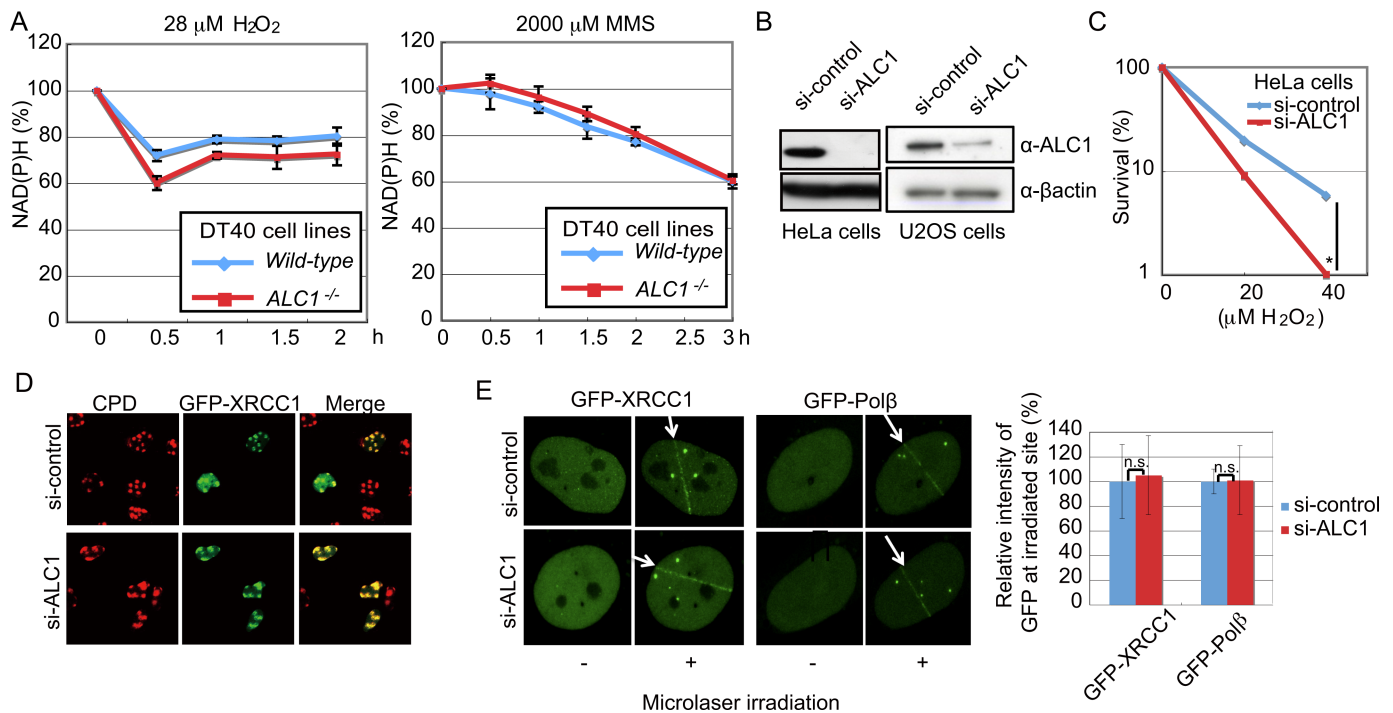 A
28 μM H₂O₂
120
100
80
60
40
20
0
NAD(P)H (%)
DT40 cell lines
Wild-type
ALC1 -/-
0 0.5 1 1.5 2 h
2000 μM MMS
120
100
80
60
40
20
0
NAD(P)H (%)
DT40 cell lines
Wild-type
ALC1 -/-
0 0.5 1 1.5 2 2.5 3 h
B
si-control
si-ALC1
si-control
si-ALC1
α-ALC1
α-βactin
HeLa cells
U2OS cells
C
100
10
1
Survival (%)
HeLa cells
si-control
si-ALC1
*
0 20 40
(μM H₂O₂)
D
CPD GFP-XRCC1 Merge
si-control
si-ALC1
E
GFP-XRCC1 GFP-Polβ
si-control
si-ALC1
- + - +
Microlaser irradiation
Relative intensity of
GFP at irradiated site (%)
140
120
100
80
100
40
20
0
n.s.
n.s.
si-control
si-ALC1
GFP-XRCC1
GFP-Polβ